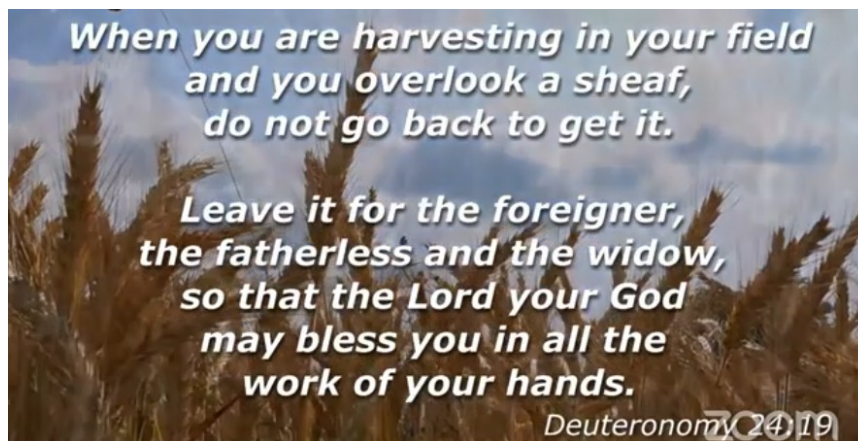 When you are harvesting in your field
and you overlook a sheaf,
do not go back to get it.
Leave it for the foreigner,
the fatherless and the widow,
so that the Lord your God
may bless you in all the
work of your hands.
Deuteronomy 24:19
zoom